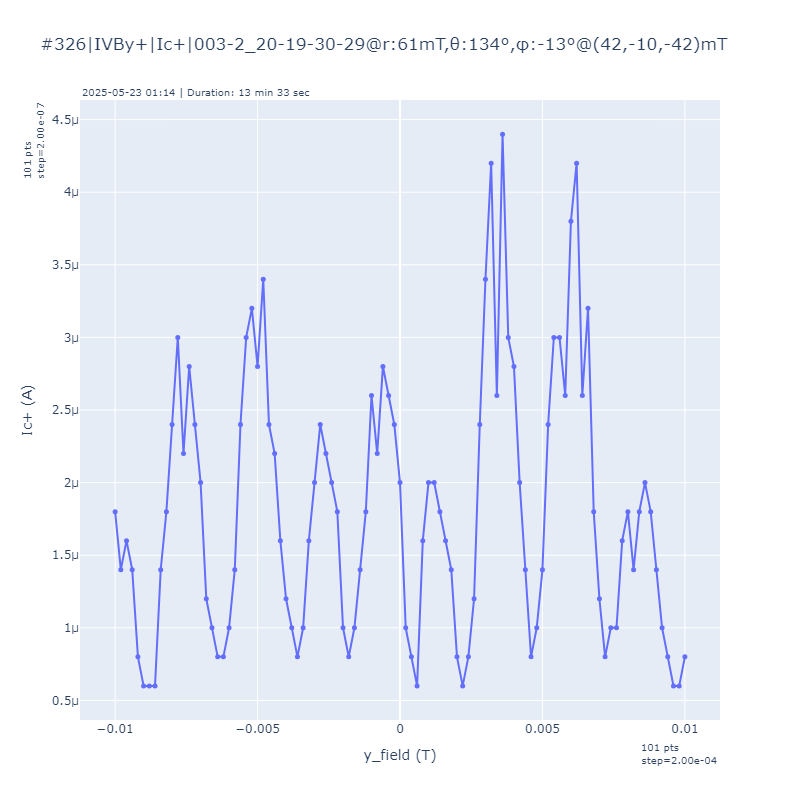 #326|IVBy+|Ic+|003-2_20-19-30-29@r:61mT,θ:134°,φ:-13°@(42,-10,-42)mT
2025-05-23 01:14 | Duration: 13 min 33 sec
101 pts
step=2.00e-07
4.5μ
4μ
3.5μ
3μ
2.5μ
2μ
1.5μ
1μ
0.5μ
Ic+ (A)
−0.01
−0.005
0
0.005
0.01
y_field (T)
101 pts
step=2.00e-04